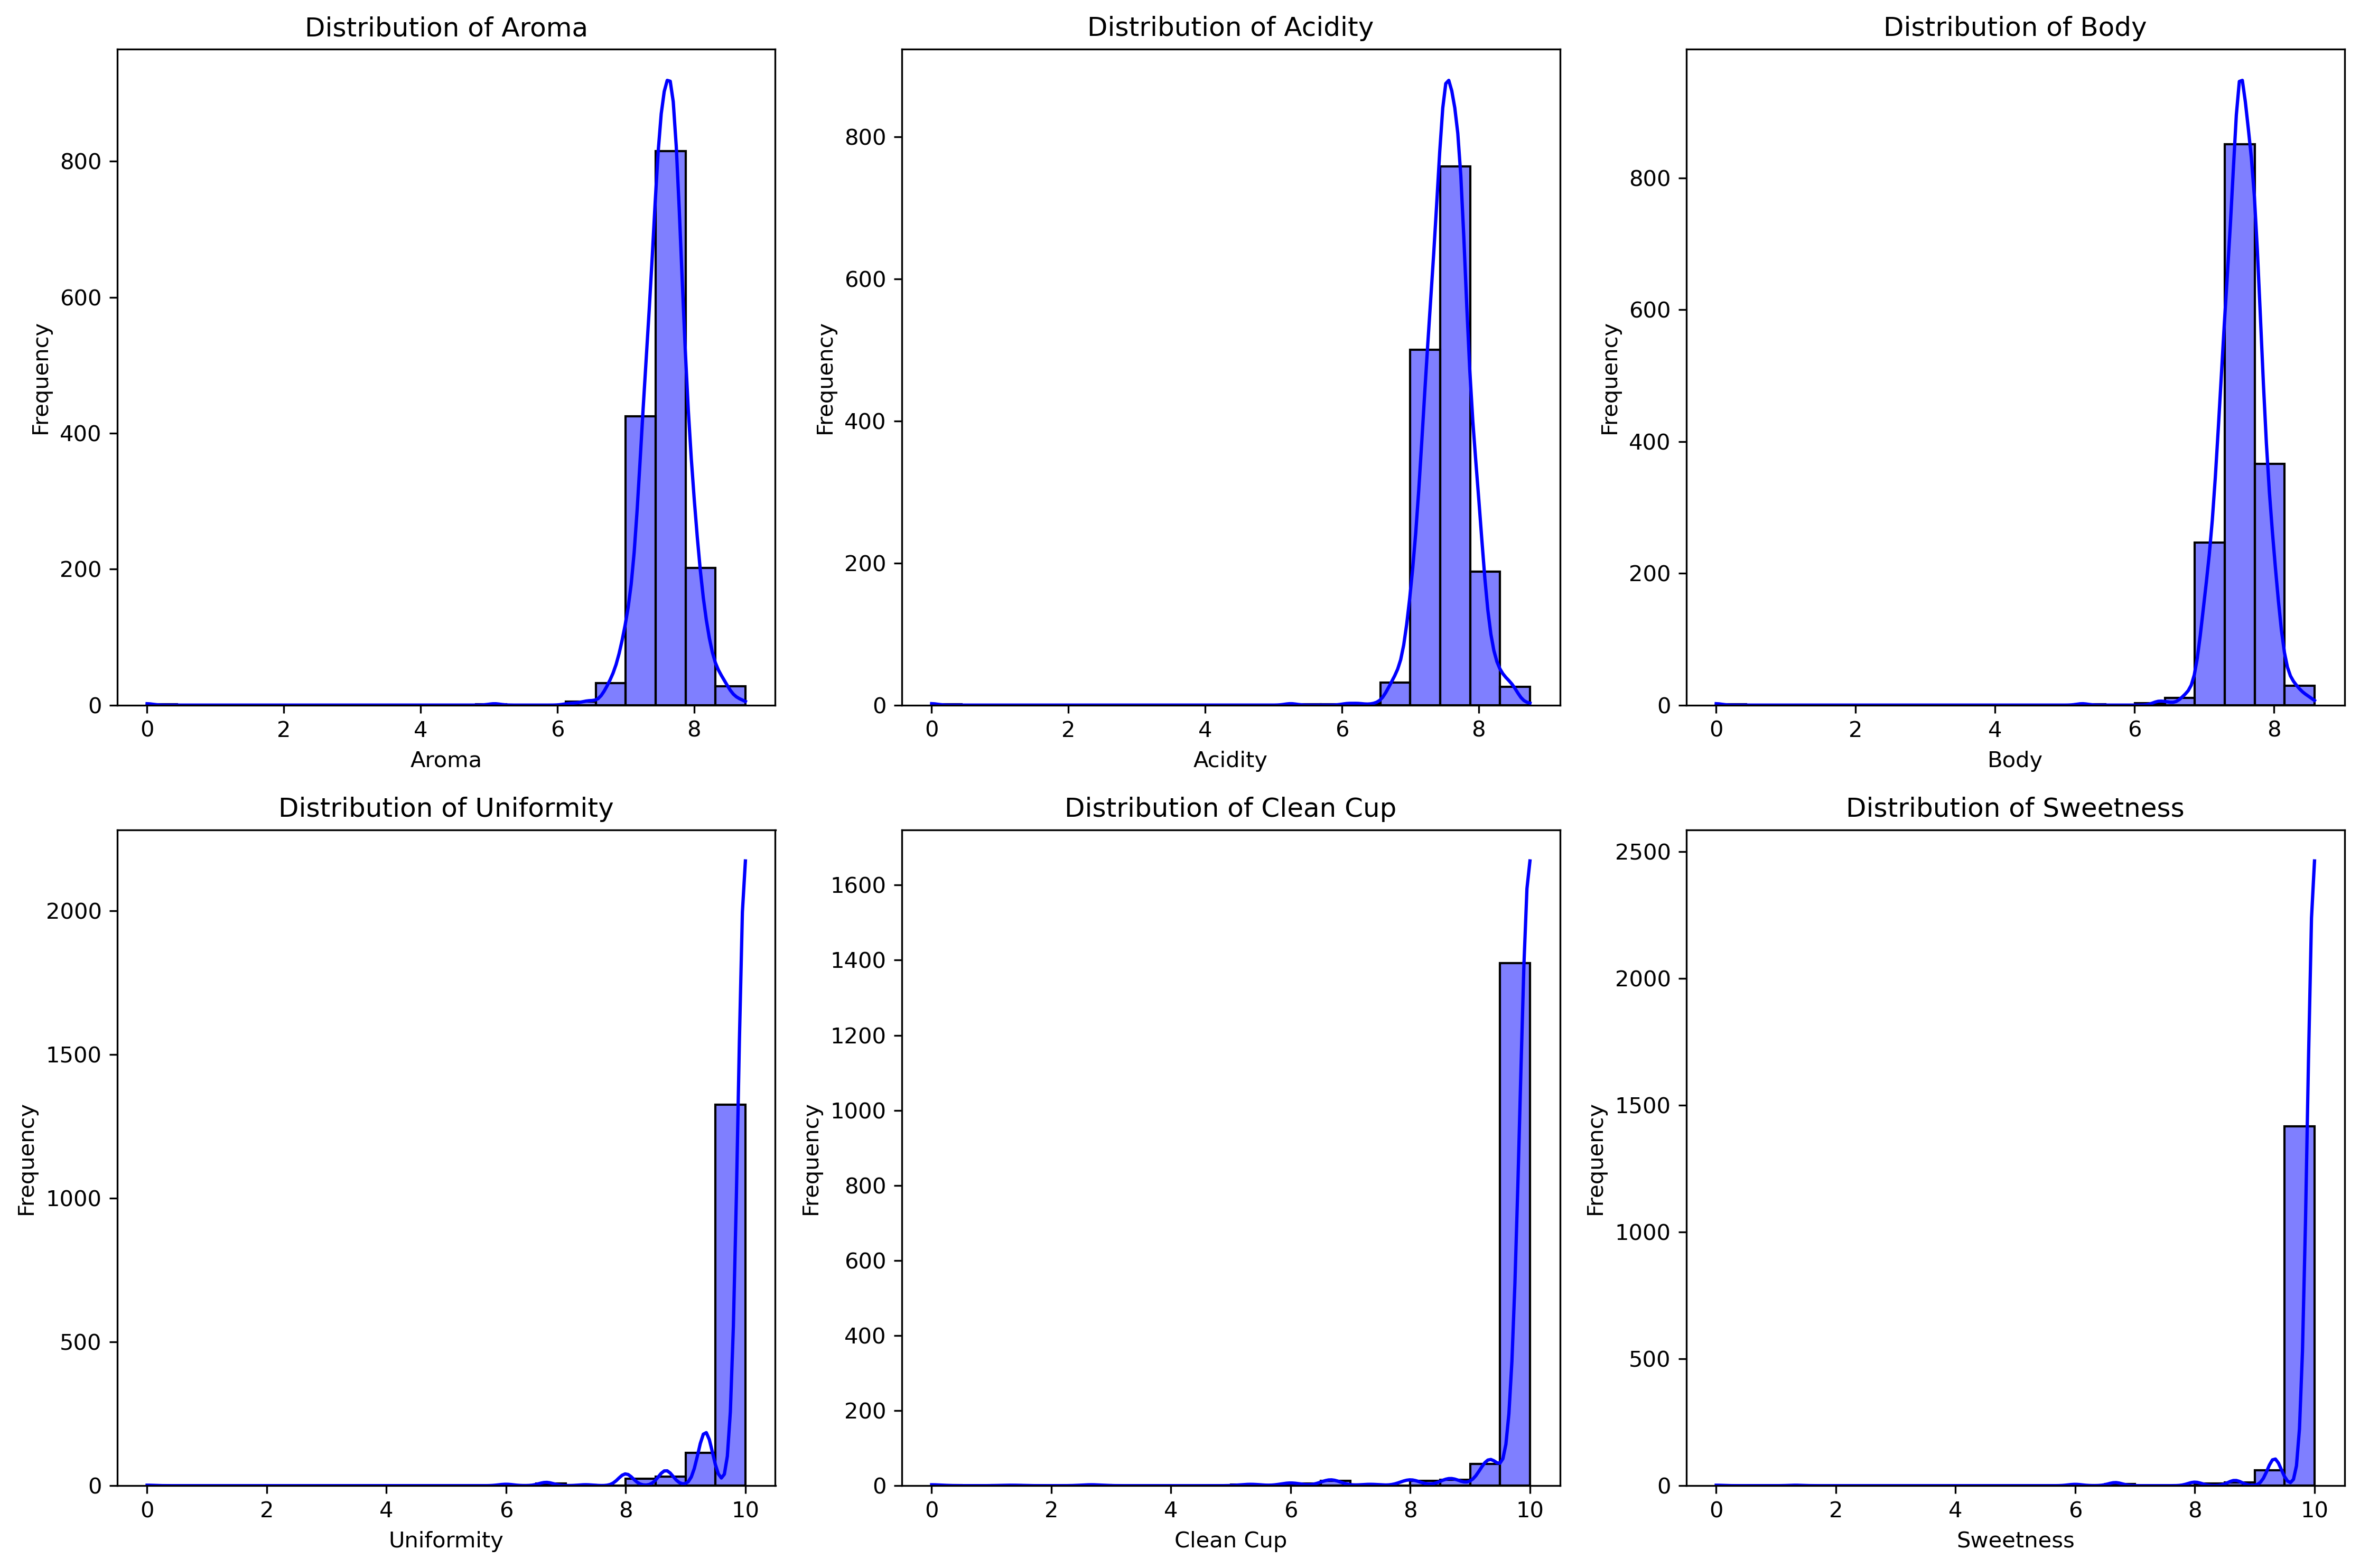 Distribution of Aroma
Frequency
800
600
400
200
0
0 2 4 6 8
Aroma
Distribution of Acidity
Frequency
800
600
400
200
0
0 2 4 6 8
Acidity
Distribution of Body
Frequency
800
600
400
200
0
0 2 4 6 8
Body
Distribution of Uniformity
Frequency
2000
1500
1000
500
0
0 2 4 6 8 10
Uniformity
Distribution of Clean Cup
Frequency
1600
1400
1200
1000
800
600
400
200
0
0 2 4 6 8 10
Clean Cup
Distribution of Sweetness
Frequency
2500
2000
1500
1000
500
0
0 2 4 6 8 10
Sweetness